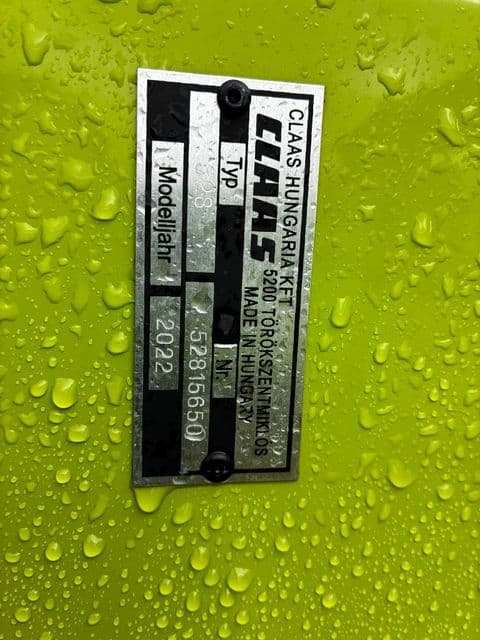 CLAAS HUNGARIA KFT
CLAAS
5200 TÖRÖKSZENTMIKLÓS
MADE IN HUNGARY
Typ
Nr.
52815650
Modelljahr
2022